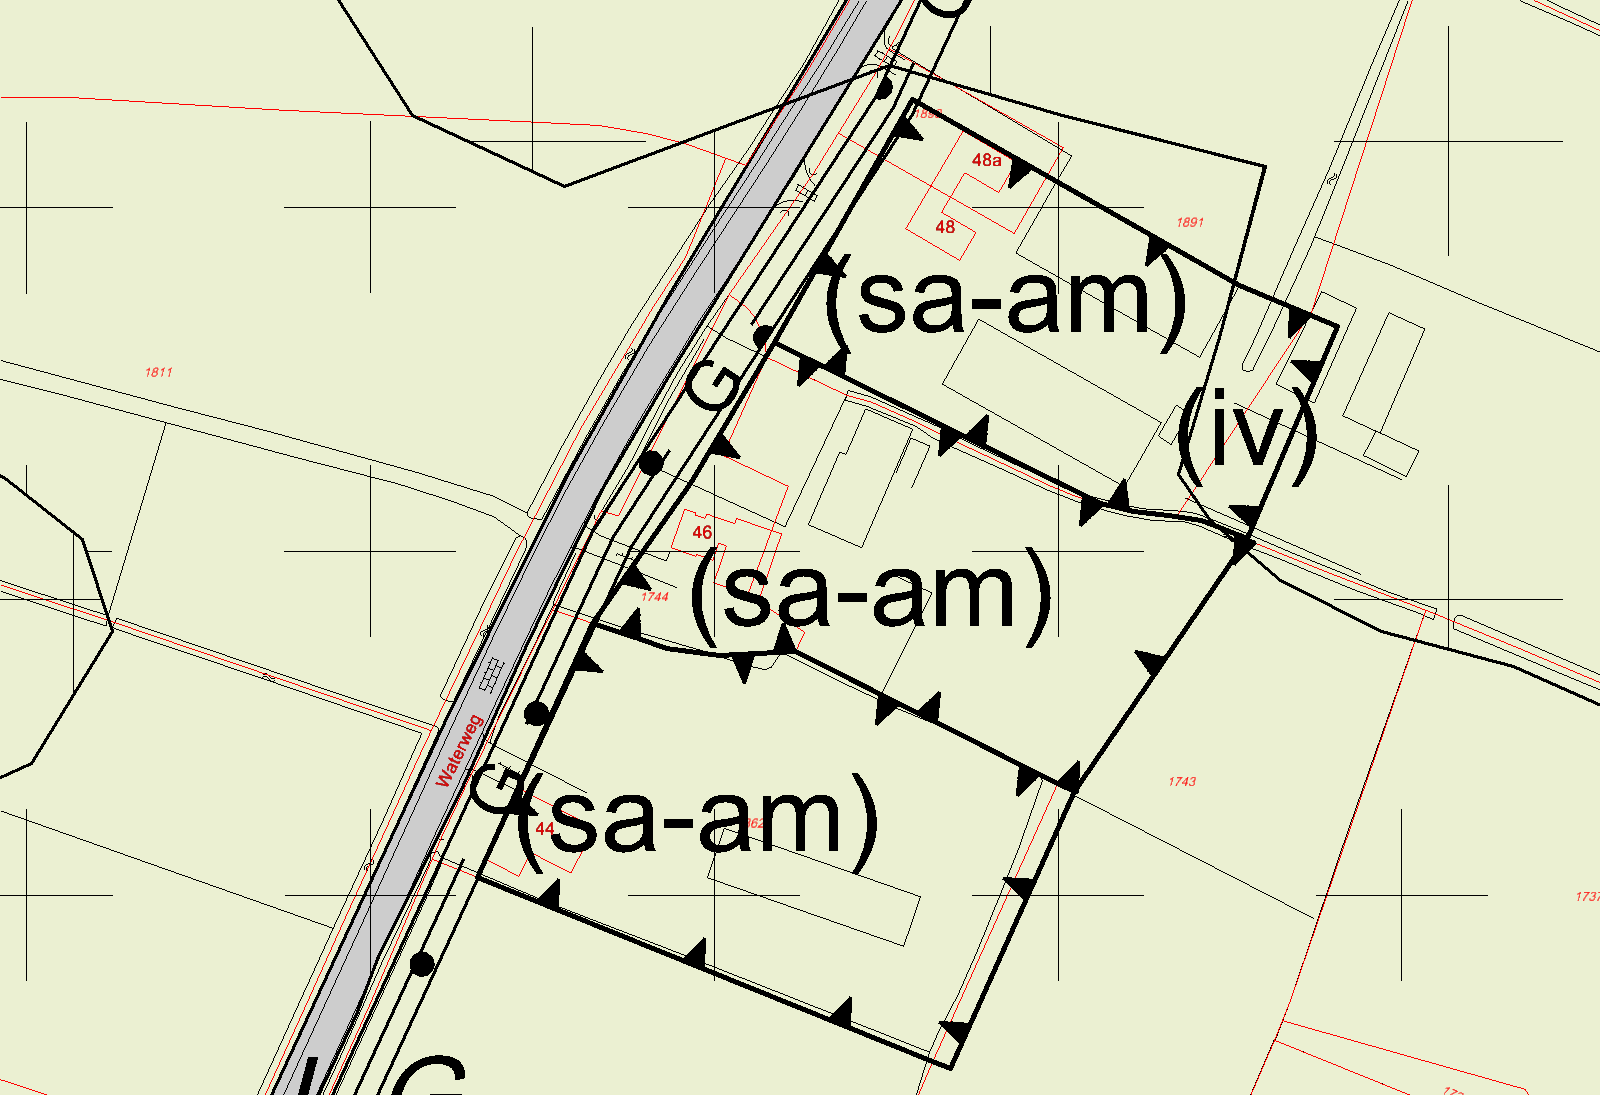 48a
1891
48
(sa-am)
1811
G
(iv)
46
(sa-am)
1744
Waterweg
1743
G
(sa-am)
44
1737
G